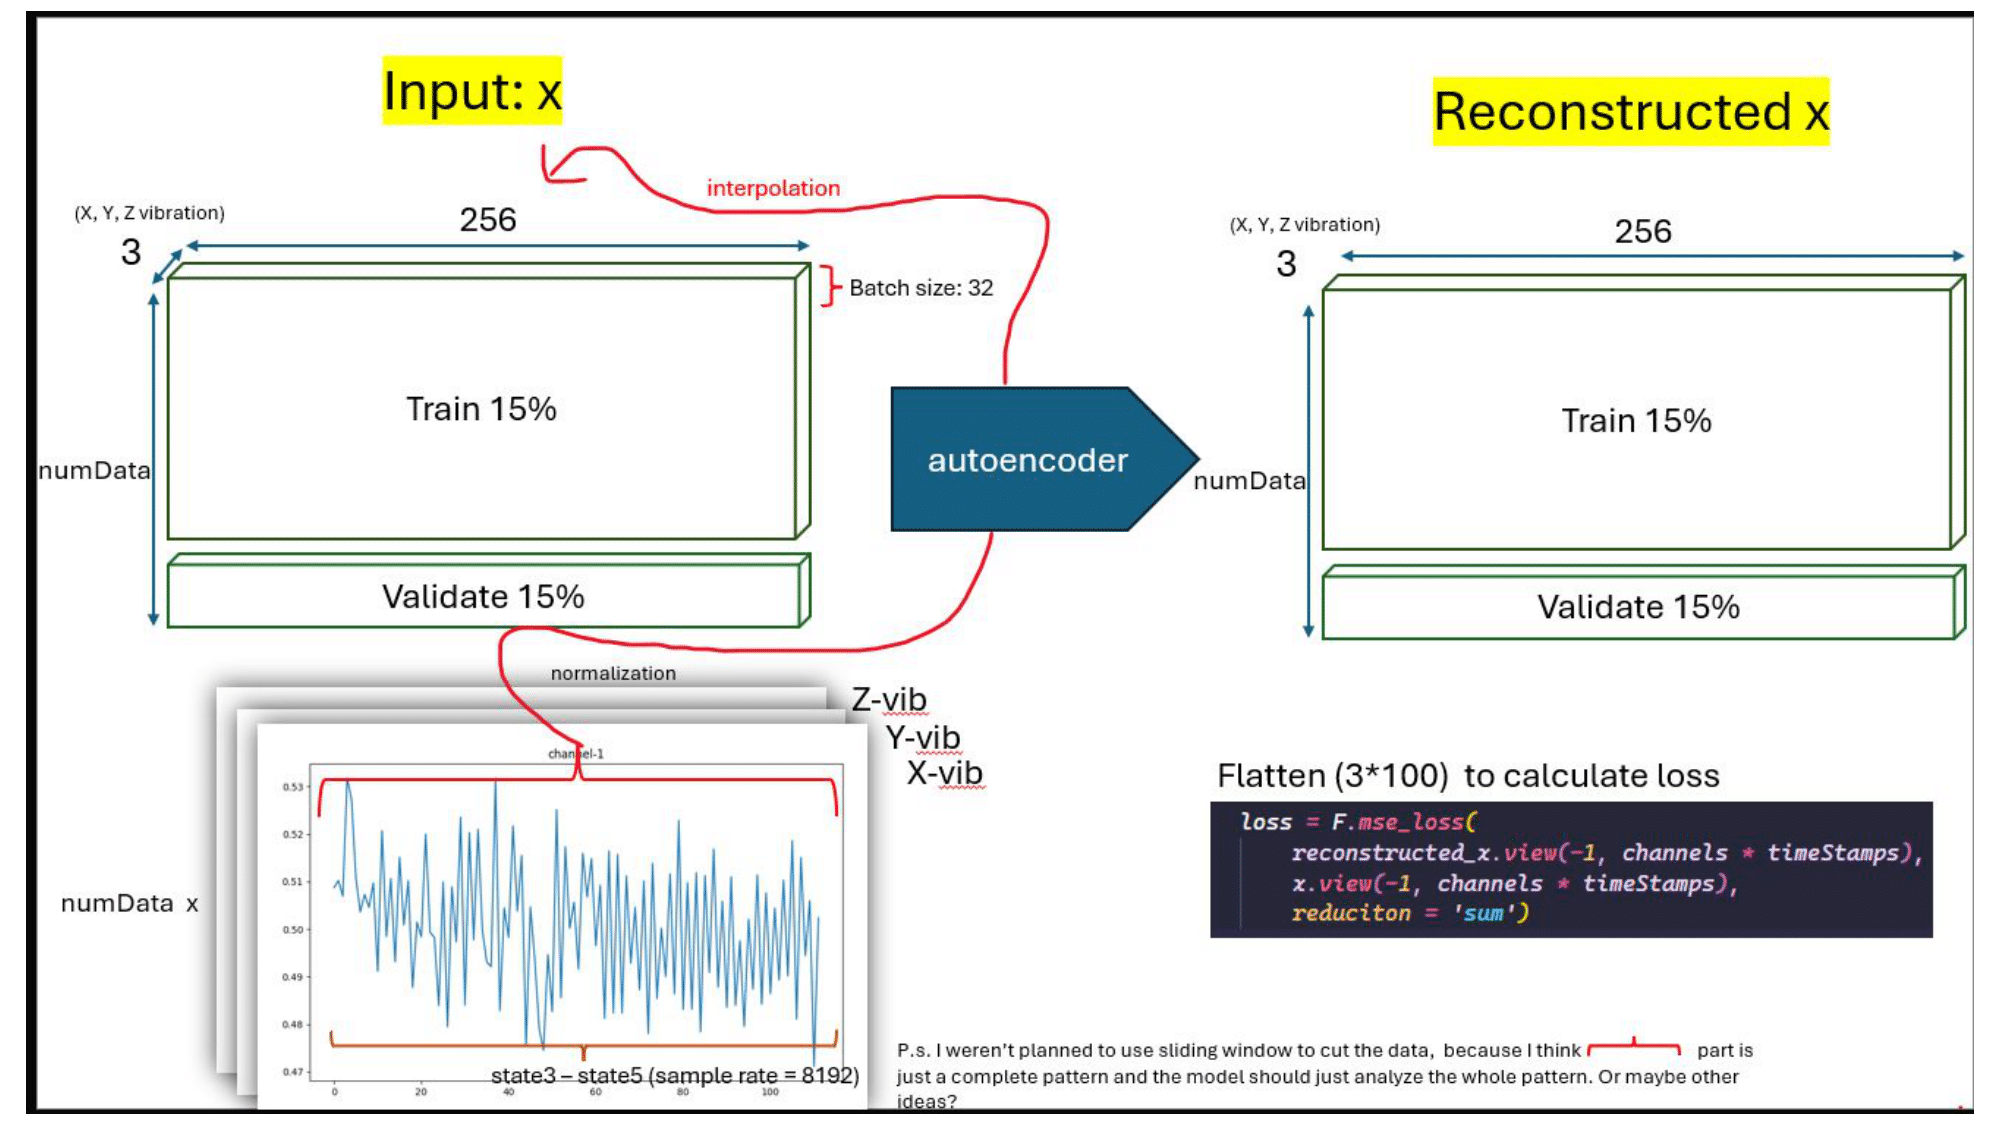 Input: x
Reconstructed x
interpolation
(X, Y, Z vibration)
256
3
Batch size: 32
Train 15%
numData
Validate 15%
autoencoder
(X, Y, Z vibration)
256
3
Train 15%
numData
Validate 15%
normalization
Z-vib
Y-vib
X-vib
channel-1
0.53
0.52
0.51
0.50
0.49
0.48
0.47
0
20
40
60
80
100
state3 – state5 (sample rate = 8192)
numData x
Flatten (3*100) to calculate loss
loss = F.mse_loss(
reconstructed_x.view(-1, channels * timeStamps),
x.view(-1, channels * timeStamps),
reduciton = 'sum')
P.s. I weren't planned to use sliding window to cut the data, because I think part is
just a complete pattern and the model should just analyze the whole pattern. Or maybe other
ideas?